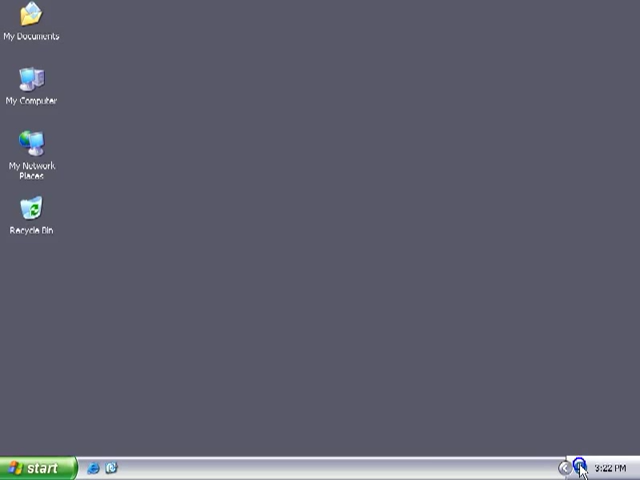 My Documents
My Computer
My Network
Places
Recycle Bin
start
3:22 PM